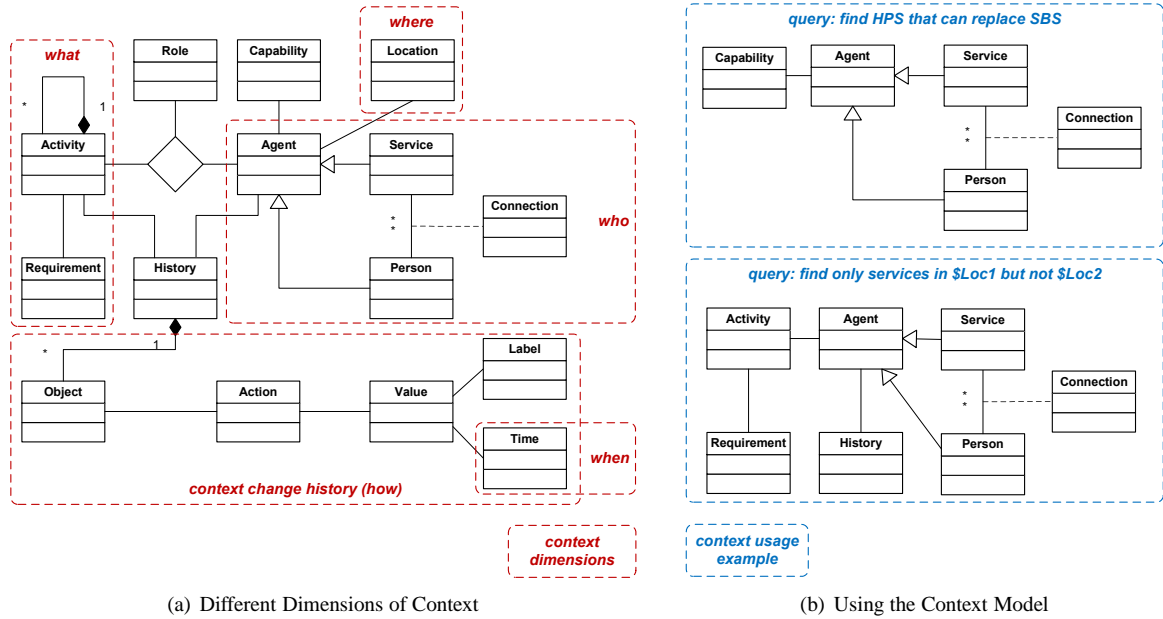 where
what
Role
Capability
Location
*
1
Activity
Agent
Service
Connection
*
*
who
Requirement
History
Person
*
1
Label
Object
Action
Value
Time
when
context change history (how)
context
dimensions
(a) Different Dimensions of Context
query: find HPS that can replace SBS
Capability
Agent
Service
Connection
*
*
Person
query: find only services in $Loc1 but not $Loc2
Activity
Agent
Service
Connection
*
*
Requirement
History
Person
context usage
example
(b) Using the Context Model